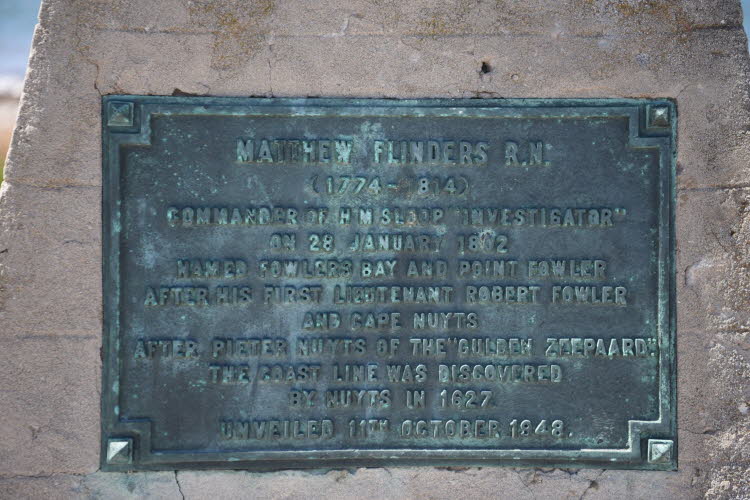 MATTHEW FLINDERS R.N.
(1774-1814)
COMMANDER OF H M SLOOP "INVESTIGATOR"
ON 28 JANUARY 1802
NAMED FOWLERS BAY AND POINT FOWLER
AFTER HIS FIRST LIEUTENANT ROBERT FOWLER
AND CAPE NUYTS
AFTER PIETER NUYTS OF THE "GULDEN ZEEPAARD".
THE COAST LINE WAS DISCOVERED
BY NUYTS IN 1627.
UNVEILED 11TH OCTOBER 1948.